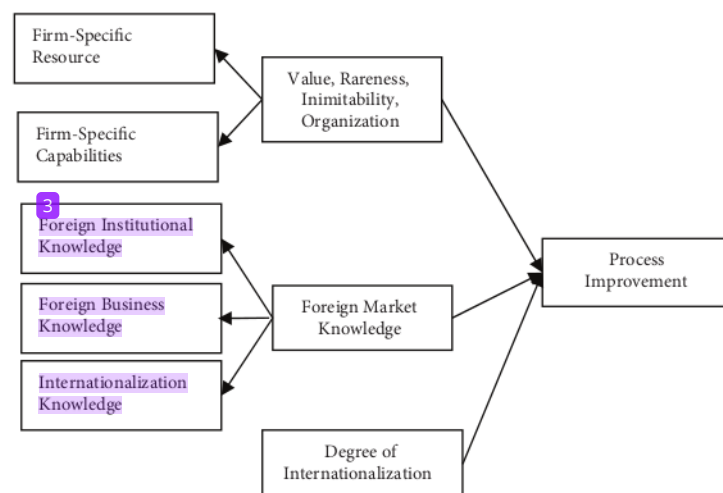 Firm-Specific
Resource
Value, Rareness,
Inimitability,
Organization
Firm-Specific
Capabilities
3
Foreign Institutional
Knowledge
Process
Improvement
Foreign Business
Knowledge
Foreign Market
Knowledge
Internationalization
Knowledge
Degree of
Internationalization